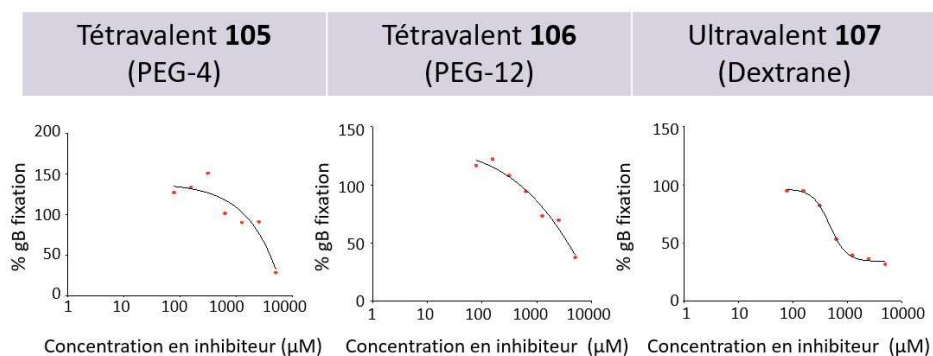 Tétravalent 105
(PEG-4)
Tétravalent 106
(PEG-12)
Ultravalent 107
(Dextrane)
% gB fixation
200
150
100
50
0
1
10
100
1000
10000
Concentration en inhibiteur (µM)
% gB fixation
150
100
50
0
1
10
100
1000
10000
Concentration en inhibiteur (µM)
% gB fixation
150
100
50
0
1
10
100
1000
10000
Concentration en inhibiteur (µM)